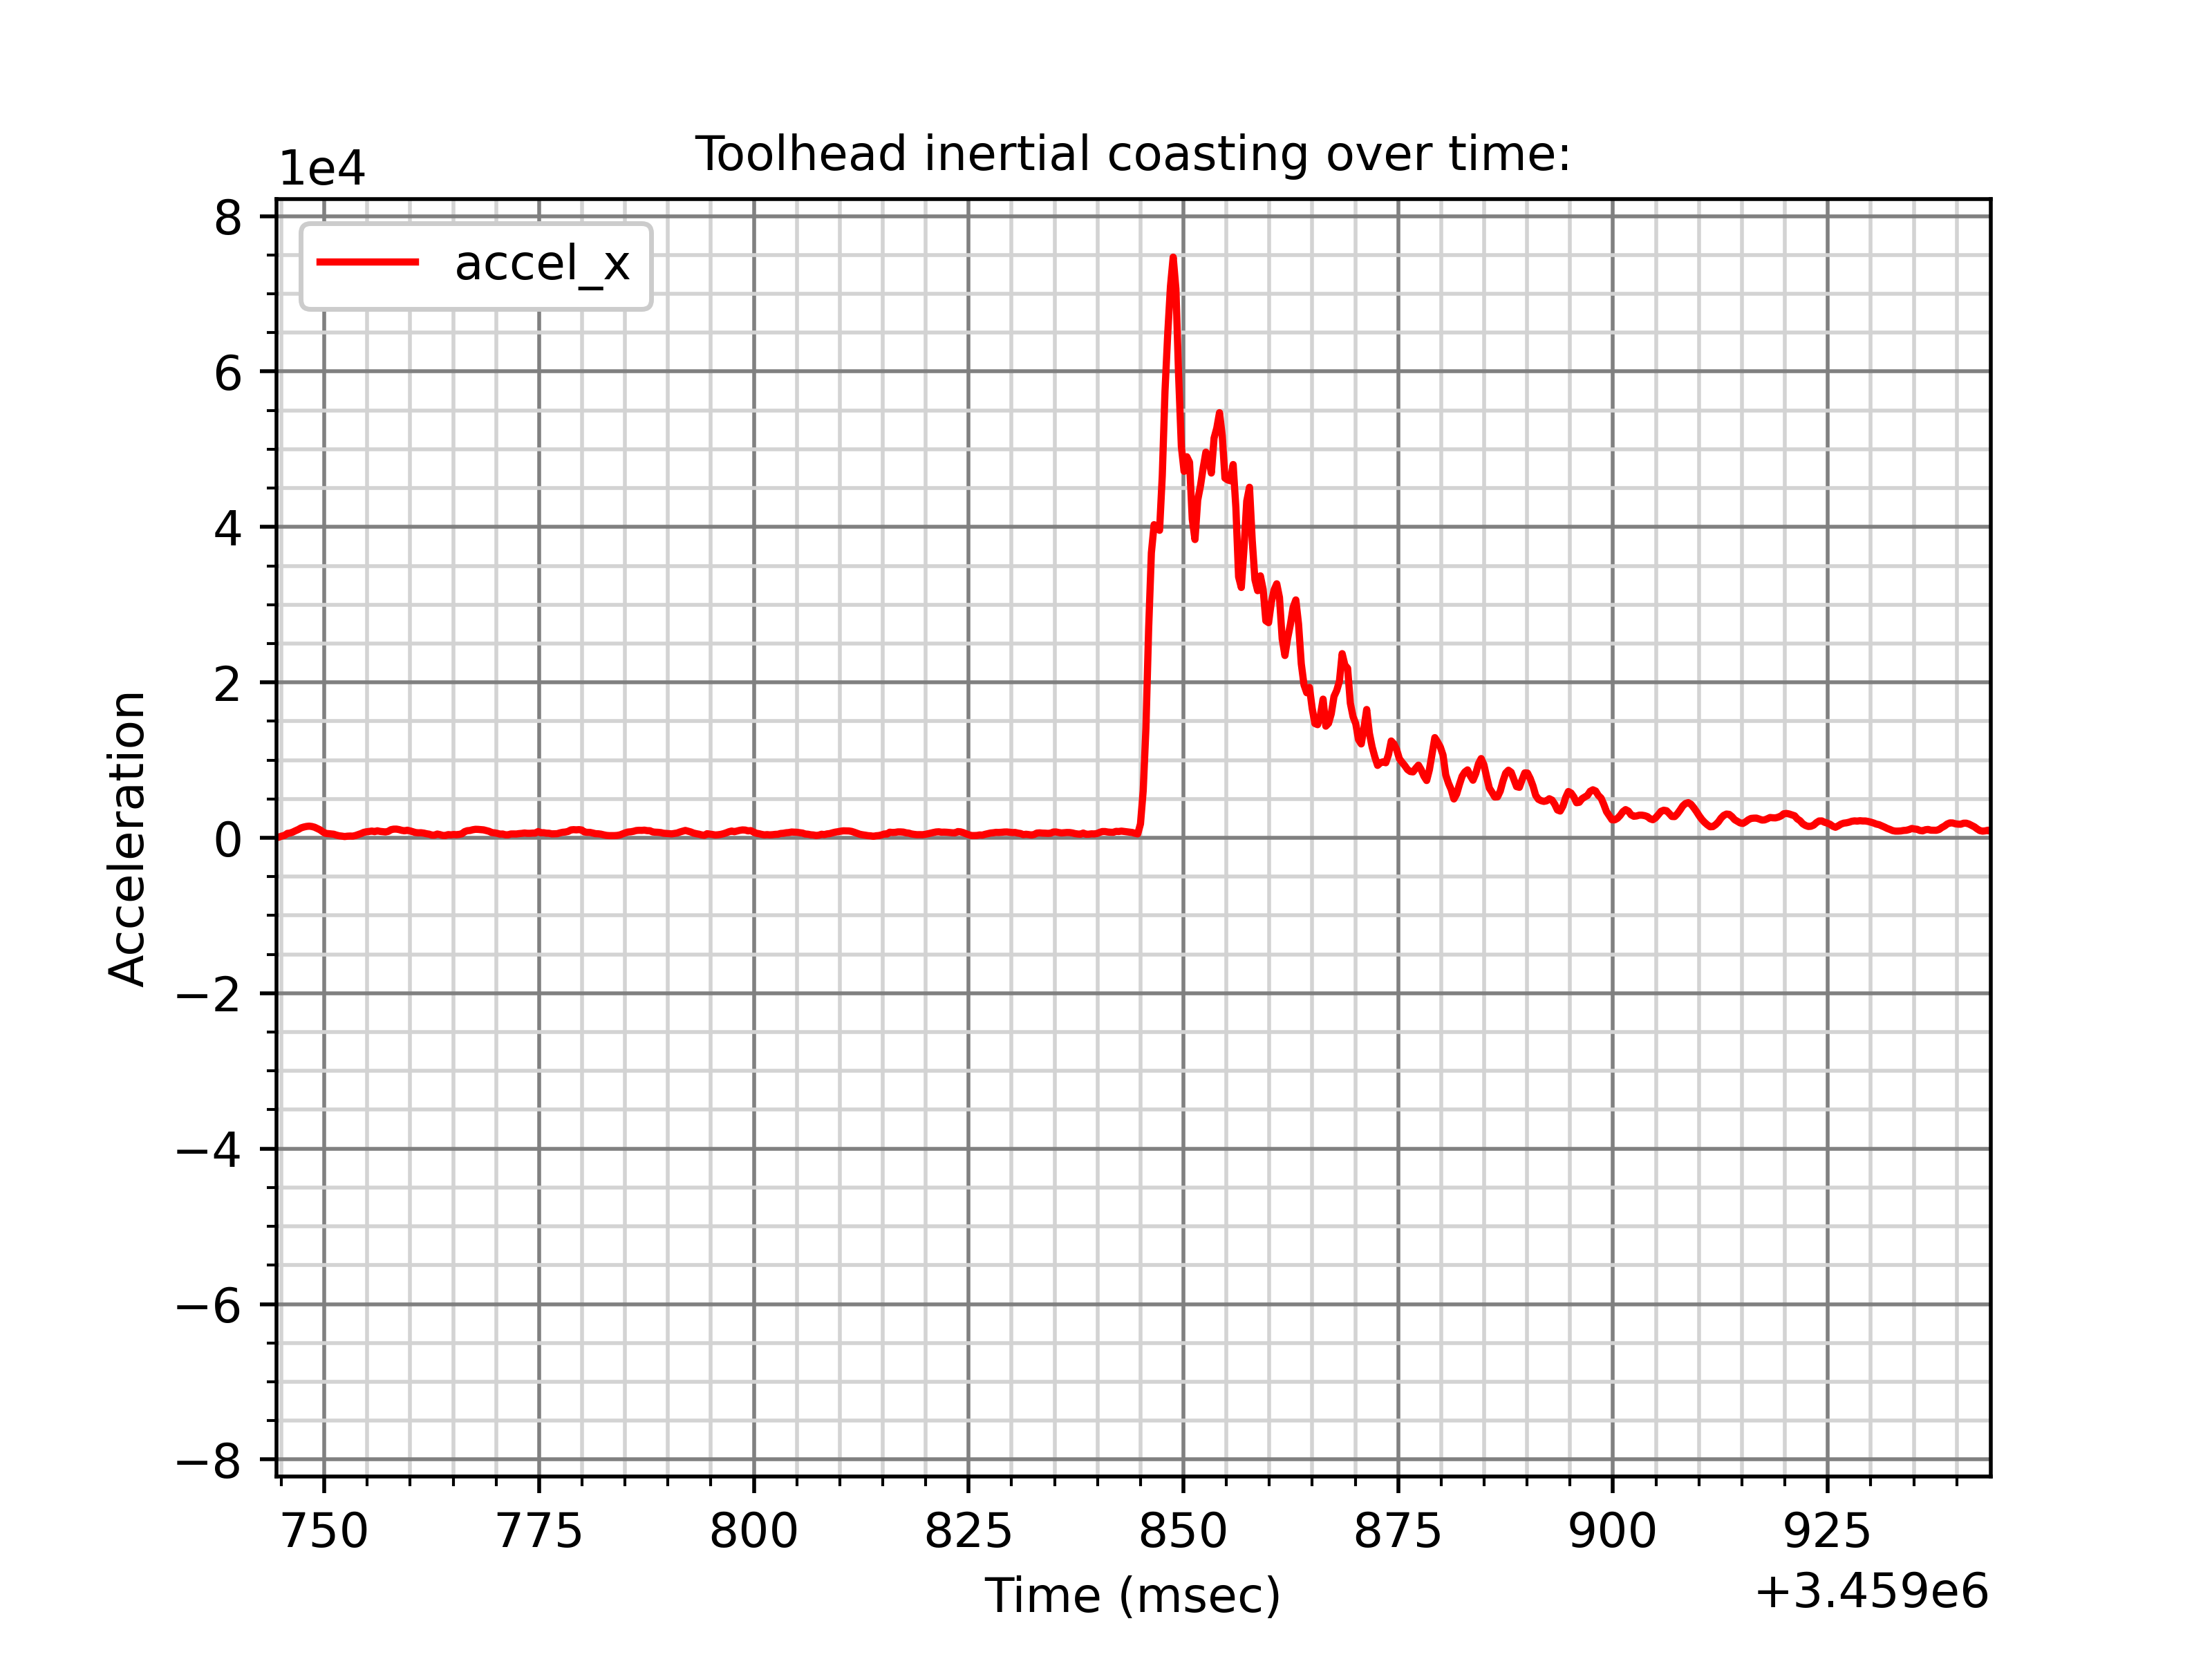 Toolhead inertial coasting over time:
1e4
accel_x
8
6
4
2
0
−2
−4
−6
−8
Acceleration
750 775 800 825 850 875 900 925
Time (msec)
+3.459e6